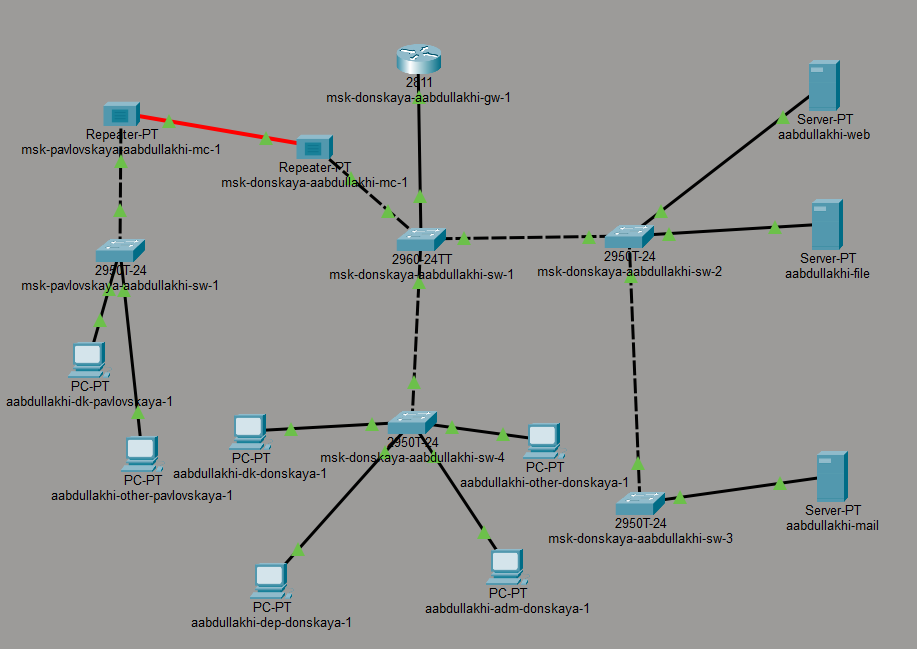 2811
msk-donskaya-aabdullakhi-gw-1
Server-PT
aabdullakhi-web
Repeater-PT
msk-pavlovskaya-aabdullakhi-mc-1
Repeater-PT
msk-donskaya-aabdullakhi-mc-1
2950T-24
msk-pavlovskaya-aabdullakhi-sw-1
2960-24TT
msk-donskaya-aabdullakhi-sw-1
2950T-24
msk-donskaya-aabdullakhi-sw-2
Server-PT
aabdullakhi-file
PC-PT
aabdullakhi-dk-pavlovskaya-1
PC-PT
aabdullakhi-other-pavlovskaya-1
PC-PT
aabdullakhi-dk-donskaya-1
2950T-24
msk-donskaya-aabdullakhi-sw-4
PC-PT
aabdullakhi-other-donskaya-1
2950T-24
msk-donskaya-aabdullakhi-sw-3
Server-PT
aabdullakhi-mail
PC-PT
aabdullakhi-dep-donskaya-1
PC-PT
aabdullakhi-adm-donskaya-1